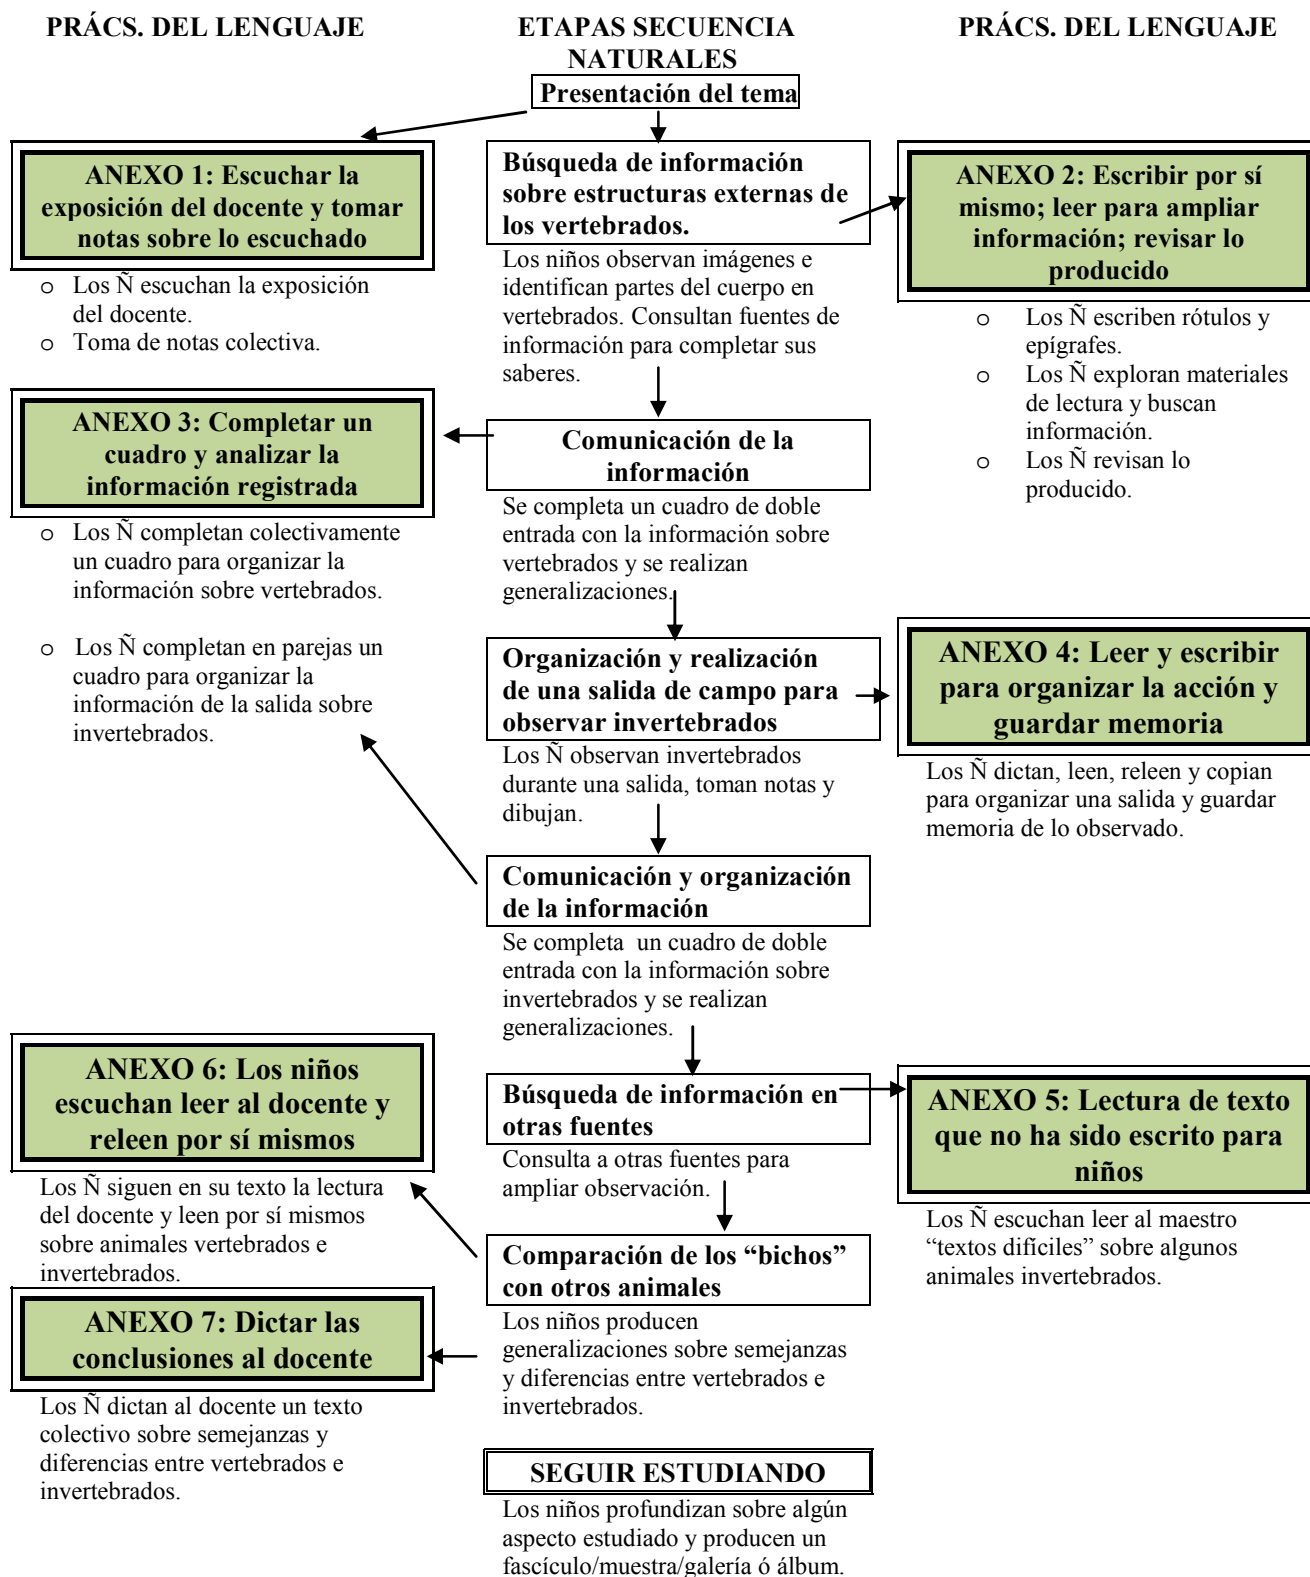 PRÁCS. DEL LENGUAJE
ETAPAS SECUENCIA
NATURALES
PRÁCS. DEL LENGUAJE
Presentación del tema
ANEXO 1: Escuchar la
exposición del docente y tomar
notas sobre lo escuchado
o Los Ñ escuchan la exposición
del docente.
o Toma de notas colectiva.
Búsqueda de información
sobre estructuras externas de
los vertebrados.
Los niños observan imágenes e
identifican partes del cuerpo en
vertebrados. Consultan fuentes de
información para completar sus
saberes.
ANEXO 2: Escribir por sí
mismo; leer para ampliar
información; revisar lo
producido
o Los Ñ escriben rótulos y
epígrafes.
o Los Ñ exploran materiales
de lectura y buscan
información.
o Los Ñ revisan lo
producido.
ANEXO 3: Completar un
cuadro y analizar la
información registrada
o Los Ñ completan colectivamente
un cuadro para organizar la
información sobre vertebrados.
o Los Ñ completan en parejas un
cuadro para organizar la
información de la salida sobre
invertebrados.
Comunicación de la
información
Se completa un cuadro de doble
entrada con la información sobre
vertebrados y se realizan
generalizaciones.
Organización y realización
de una salida de campo para
observar invertebrados
Los Ñ observan invertebrados
durante una salida, toman notas y
dibujan.
ANEXO 4: Leer y escribir
para organizar la acción y
guardar memoria
Los Ñ dictan, leen, releen y copian
para organizar una salida y guardar
memoria de lo observado.
Comunicación y organización
de la información
Se completa  un cuadro de doble
entrada con la información sobre
invertebrados y se realizan
generalizaciones.
ANEXO 6: Los niños
escuchan leer al docente y
releen por sí mismos
Los Ñ siguen en su texto la lectura
del docente y leen por sí mismos
sobre animales vertebrados e
invertebrados.
Búsqueda de información en
otras fuentes
Consulta a otras fuentes para
ampliar observación.
ANEXO 5: Lectura de texto
que no ha sido escrito para
niños
Los Ñ escuchan leer al maestro
“textos difíciles” sobre algunos
animales invertebrados.
Comparación de los “bichos”
con otros animales
Los niños producen
generalizaciones sobre semejanzas
y diferencias entre vertebrados e
invertebrados.
ANEXO 7: Dictar las
conclusiones al docente
Los Ñ dictan al docente un texto
colectivo sobre semejanzas y
diferencias entre vertebrados e
invertebrados.
SEGUIR ESTUDIANDO
Los niños profundizan sobre algún
aspecto estudiado y producen un
fascículo/muestra/galería ó álbum.